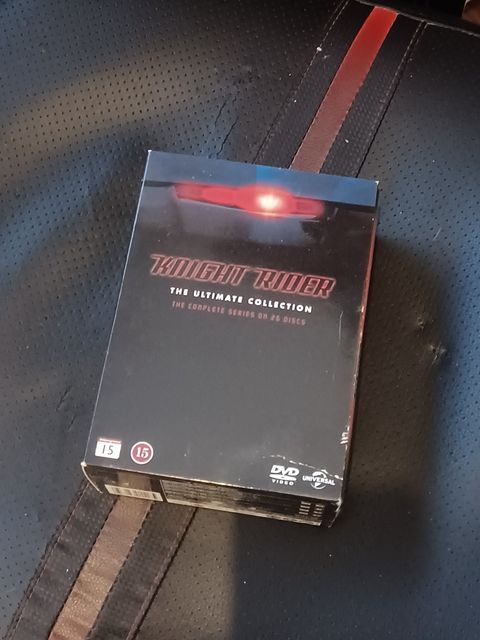 KNIGHT RIDER
THE ULTIMATE COLLECTION
THE COMPLETE SERIES ON 26 DISCS
15
15
DVD
VIDEO
UNIVERSAL